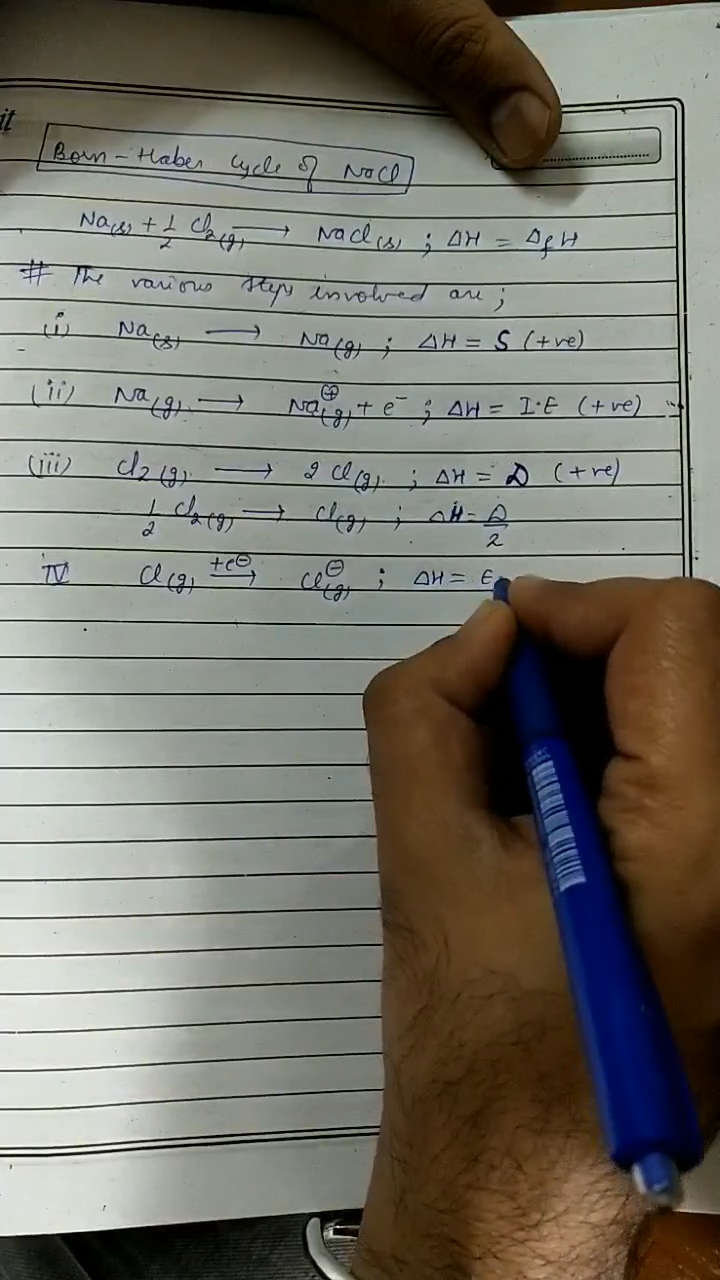 it
Born-Haber Cycle of NaCl
Na(s) + 1/2 Cl2(g) ⟶ NaCl(s) ; ΔH = ΔfH
# The various steps involved are ;
(i) Na(s) ⟶ Na(g) ; ΔH = S (+ve)
(ii) Na(g) ⟶ Na⊕(g) + e⁻ ; ΔH = I.E (+ve)
(iii) Cl2(g) ⟶ 2Cl(g) ; ΔH = D (+ve)
1/2 Cl2(g) ⟶ Cl(g) ; ΔH = D/2
IV Cl(g) +e⊖ ⟶ Cl⊖(g) ; ΔH = E